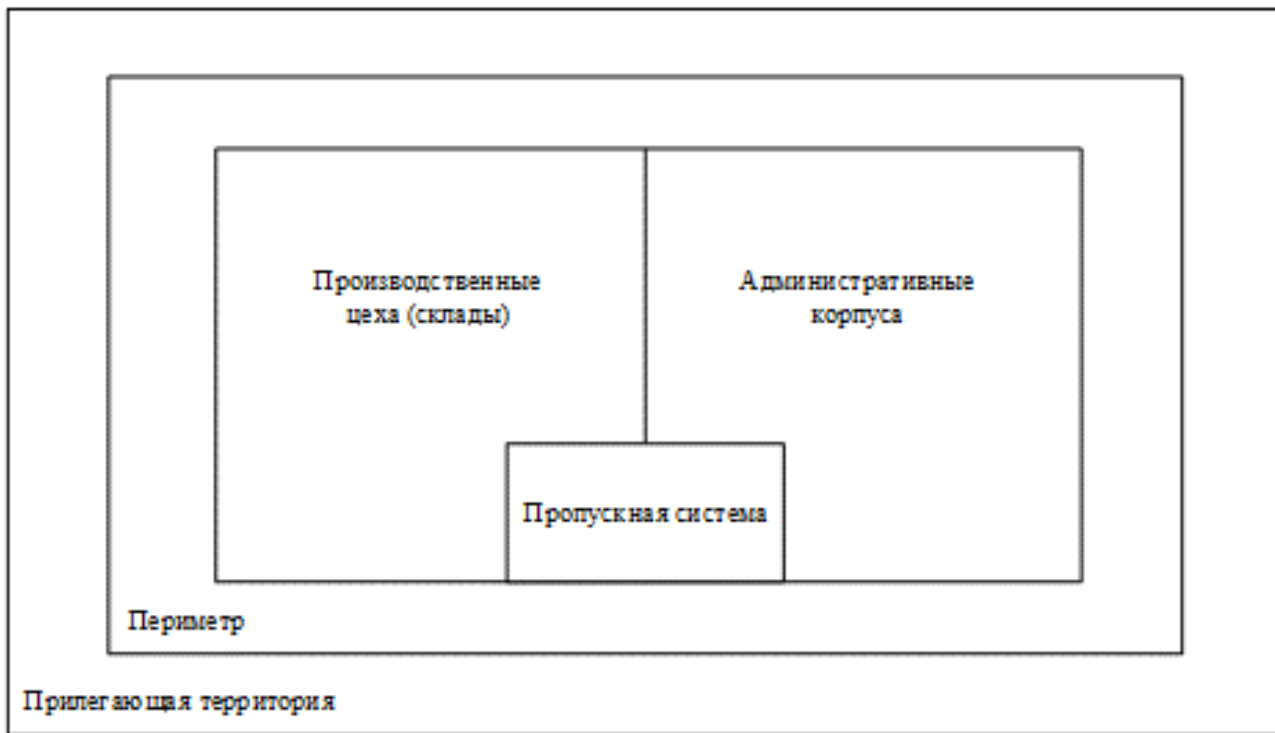 Производственные
цеха (склады)
Административные
корпуса
Пропускная система
Периметр
Прилегающая территория